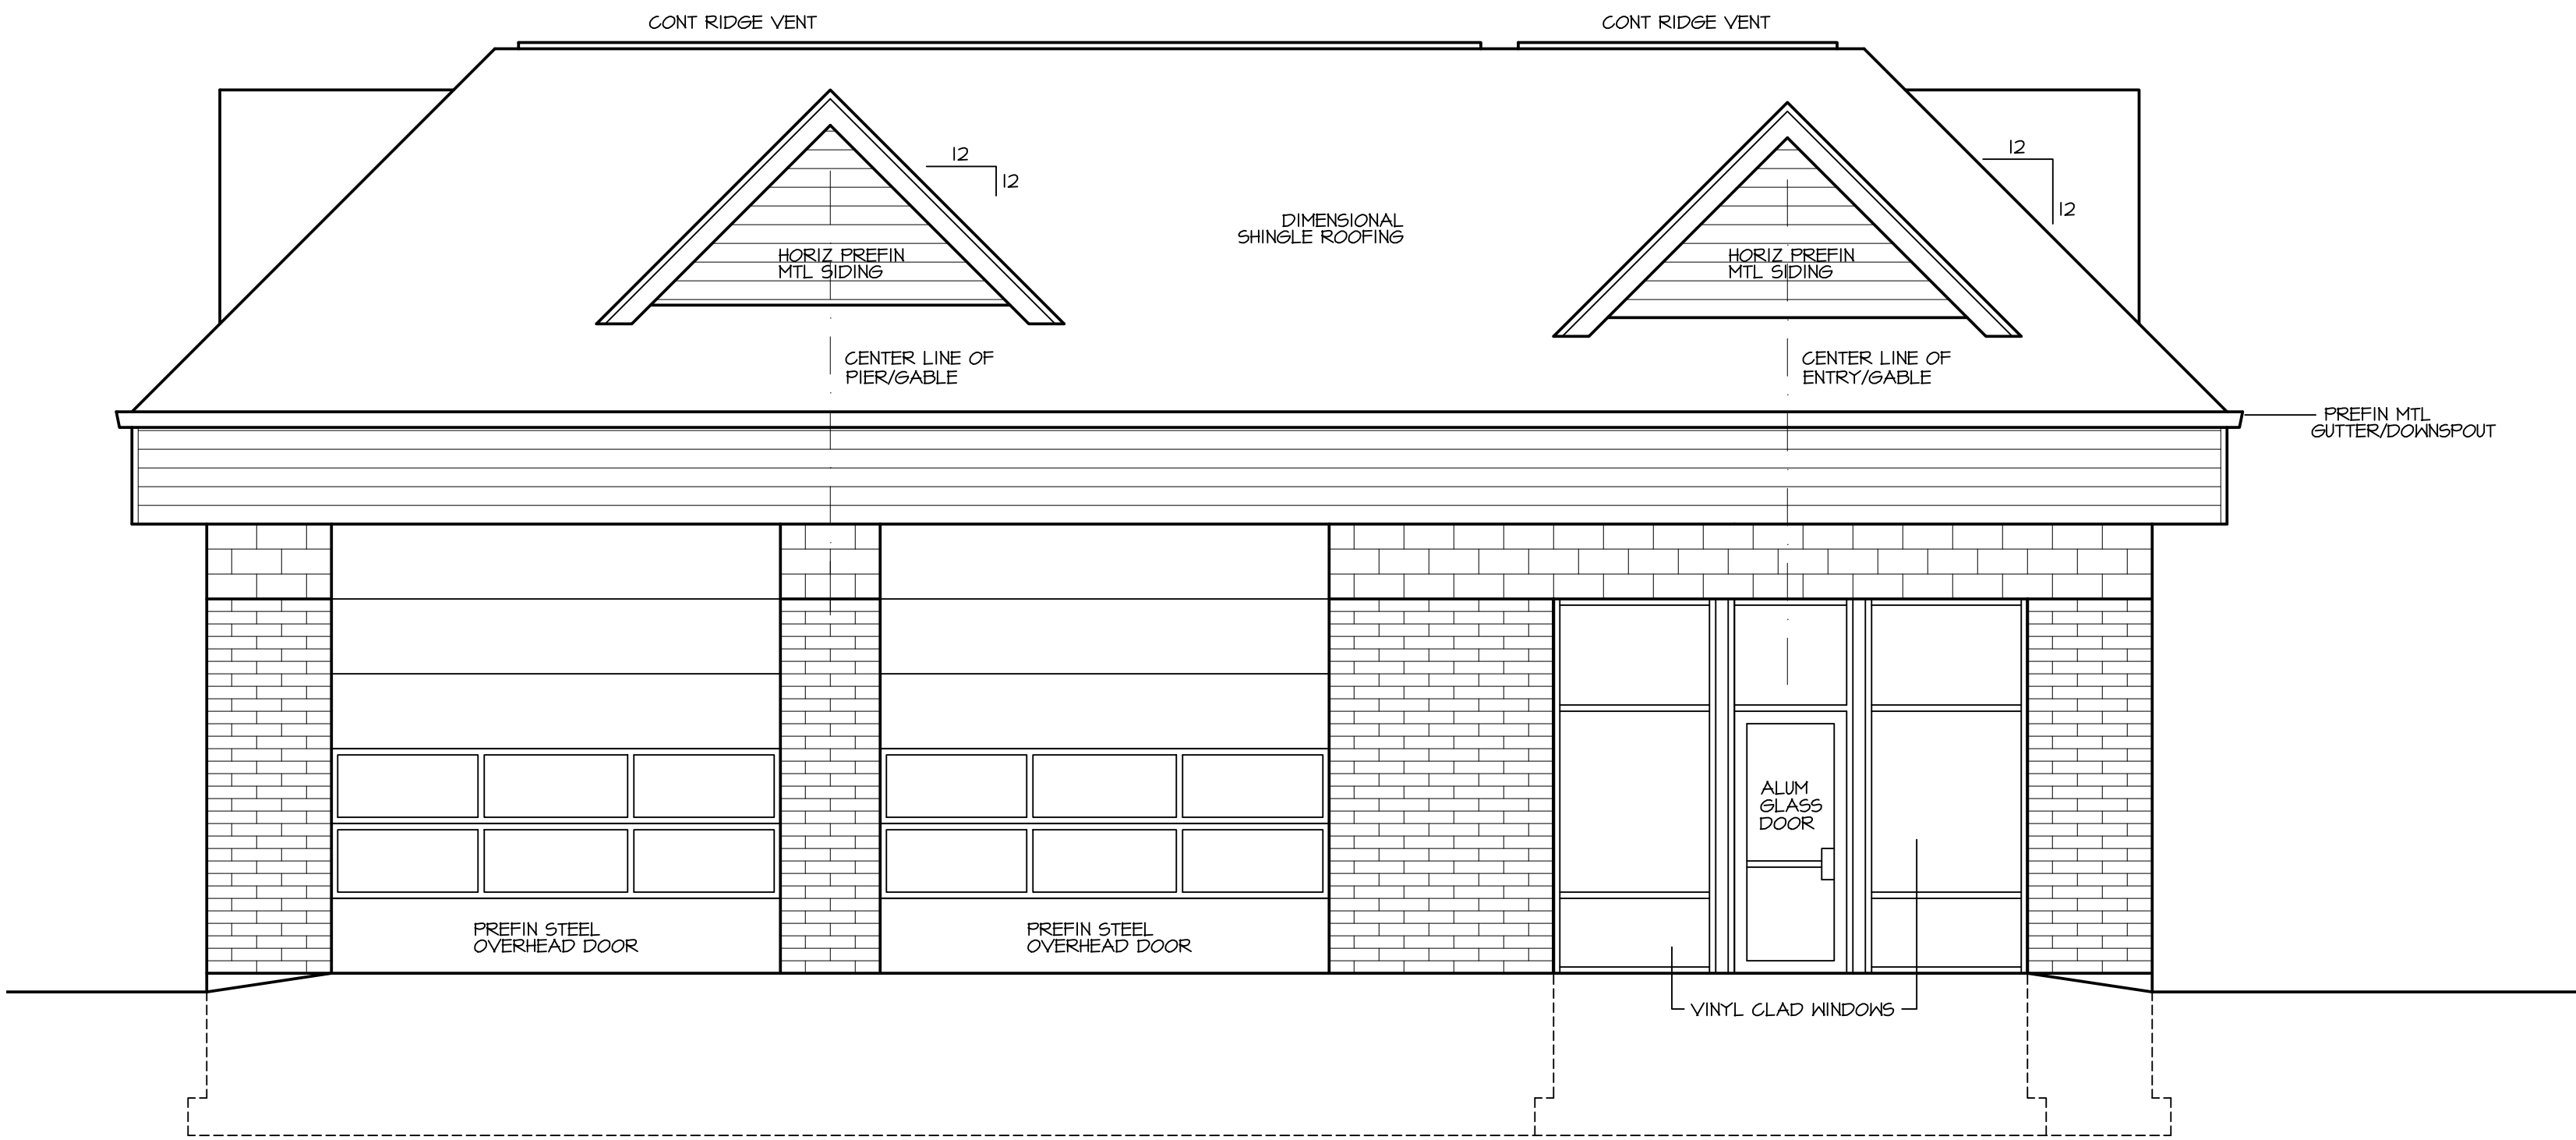 CONT RIDGE VENT
CONT RIDGE VENT
12
12
12
12
DIMENSIONAL
SHINGLE ROOFING
HORIZ PREFIN
MTL SIDING
HORIZ PREFIN
MTL SIDING
CENTER LINE OF
PIER/GABLE
CENTER LINE OF
ENTRY/GABLE
PREFIN MTL
GUTTER/DOWNSPOUT
ALUM
GLASS
DOOR
PREFIN STEEL
OVERHEAD DOOR
PREFIN STEEL
OVERHEAD DOOR
VINYL CLAD WINDOWS